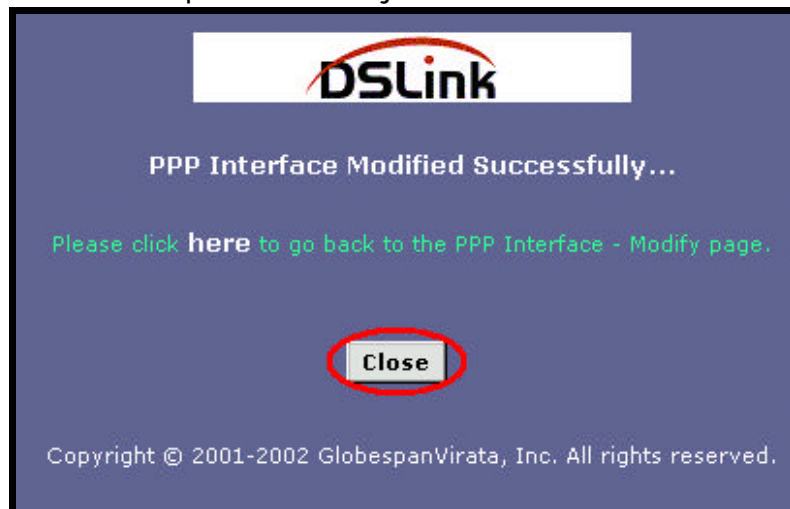 DSLink
PPP Interface Modified Successfully...
Please click here to go back to the PPP Interface - Modify page.
Close
Copyright © 2001-2002 GlobespanVirata, Inc. All rights reserved.